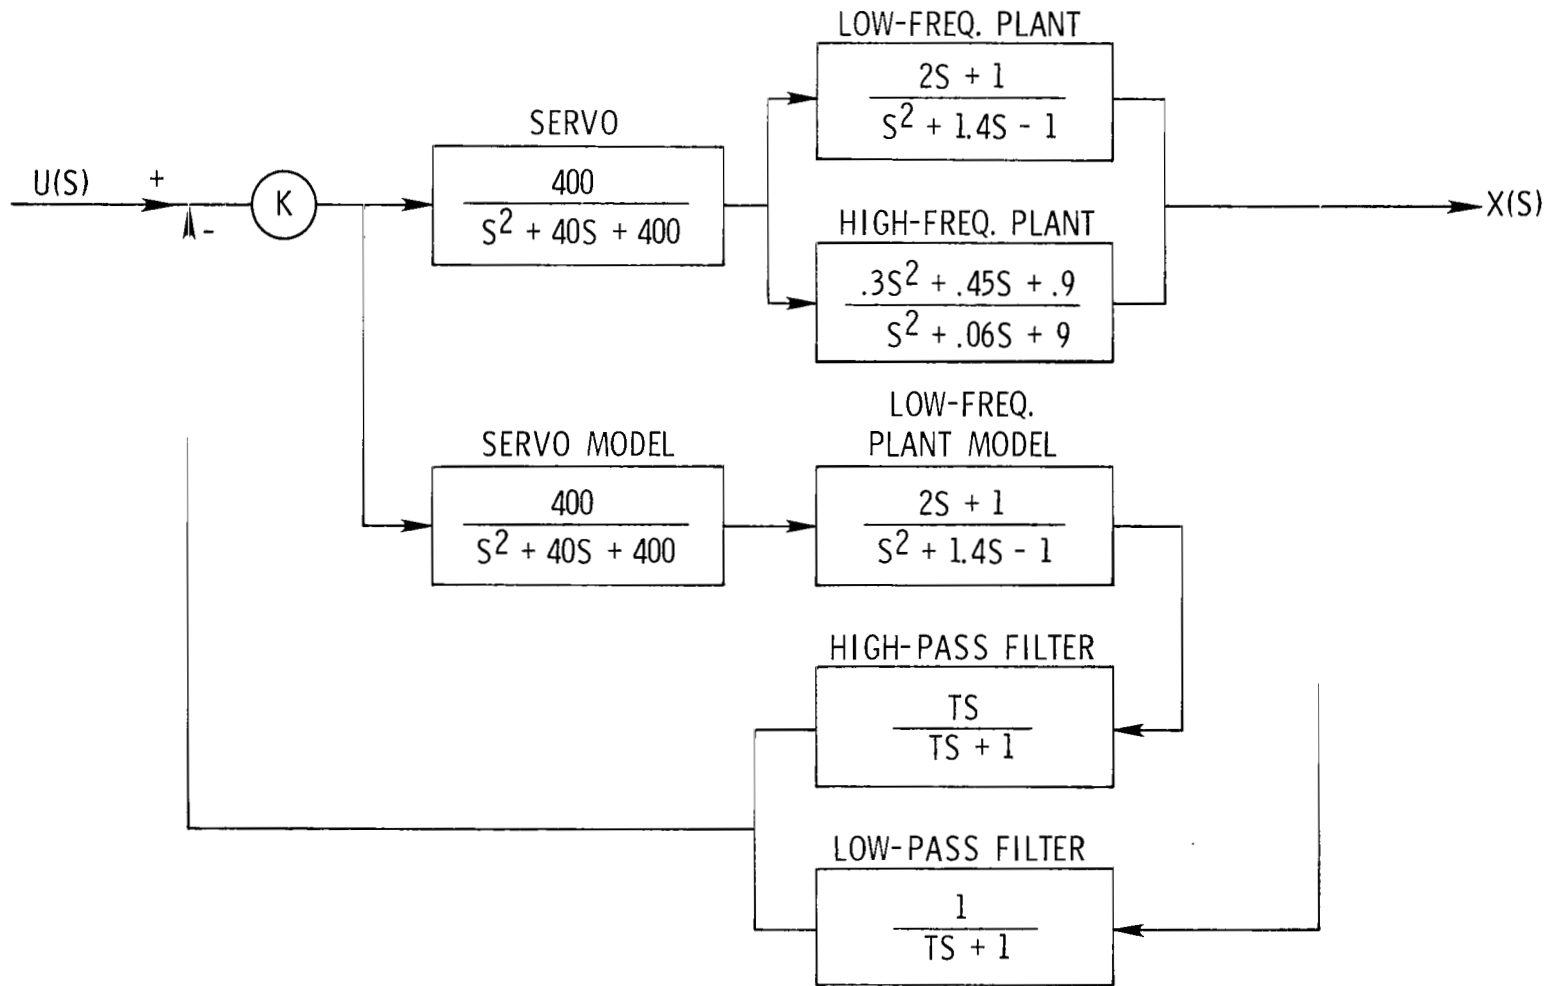 LOW-FREQ. PLANT
2S + 1
S² + 1.4S - 1
SERVO
400
S² + 40S + 400
U(S)
+
-
K
X(S)
HIGH-FREQ. PLANT
.3S² + .45S + .9
S² + .06S + 9
LOW-FREQ.
PLANT MODEL
SERVO MODEL
400
S² + 40S + 400
2S + 1
S² + 1.4S - 1
HIGH-PASS FILTER
TS
TS + 1
LOW-PASS FILTER
1
TS + 1